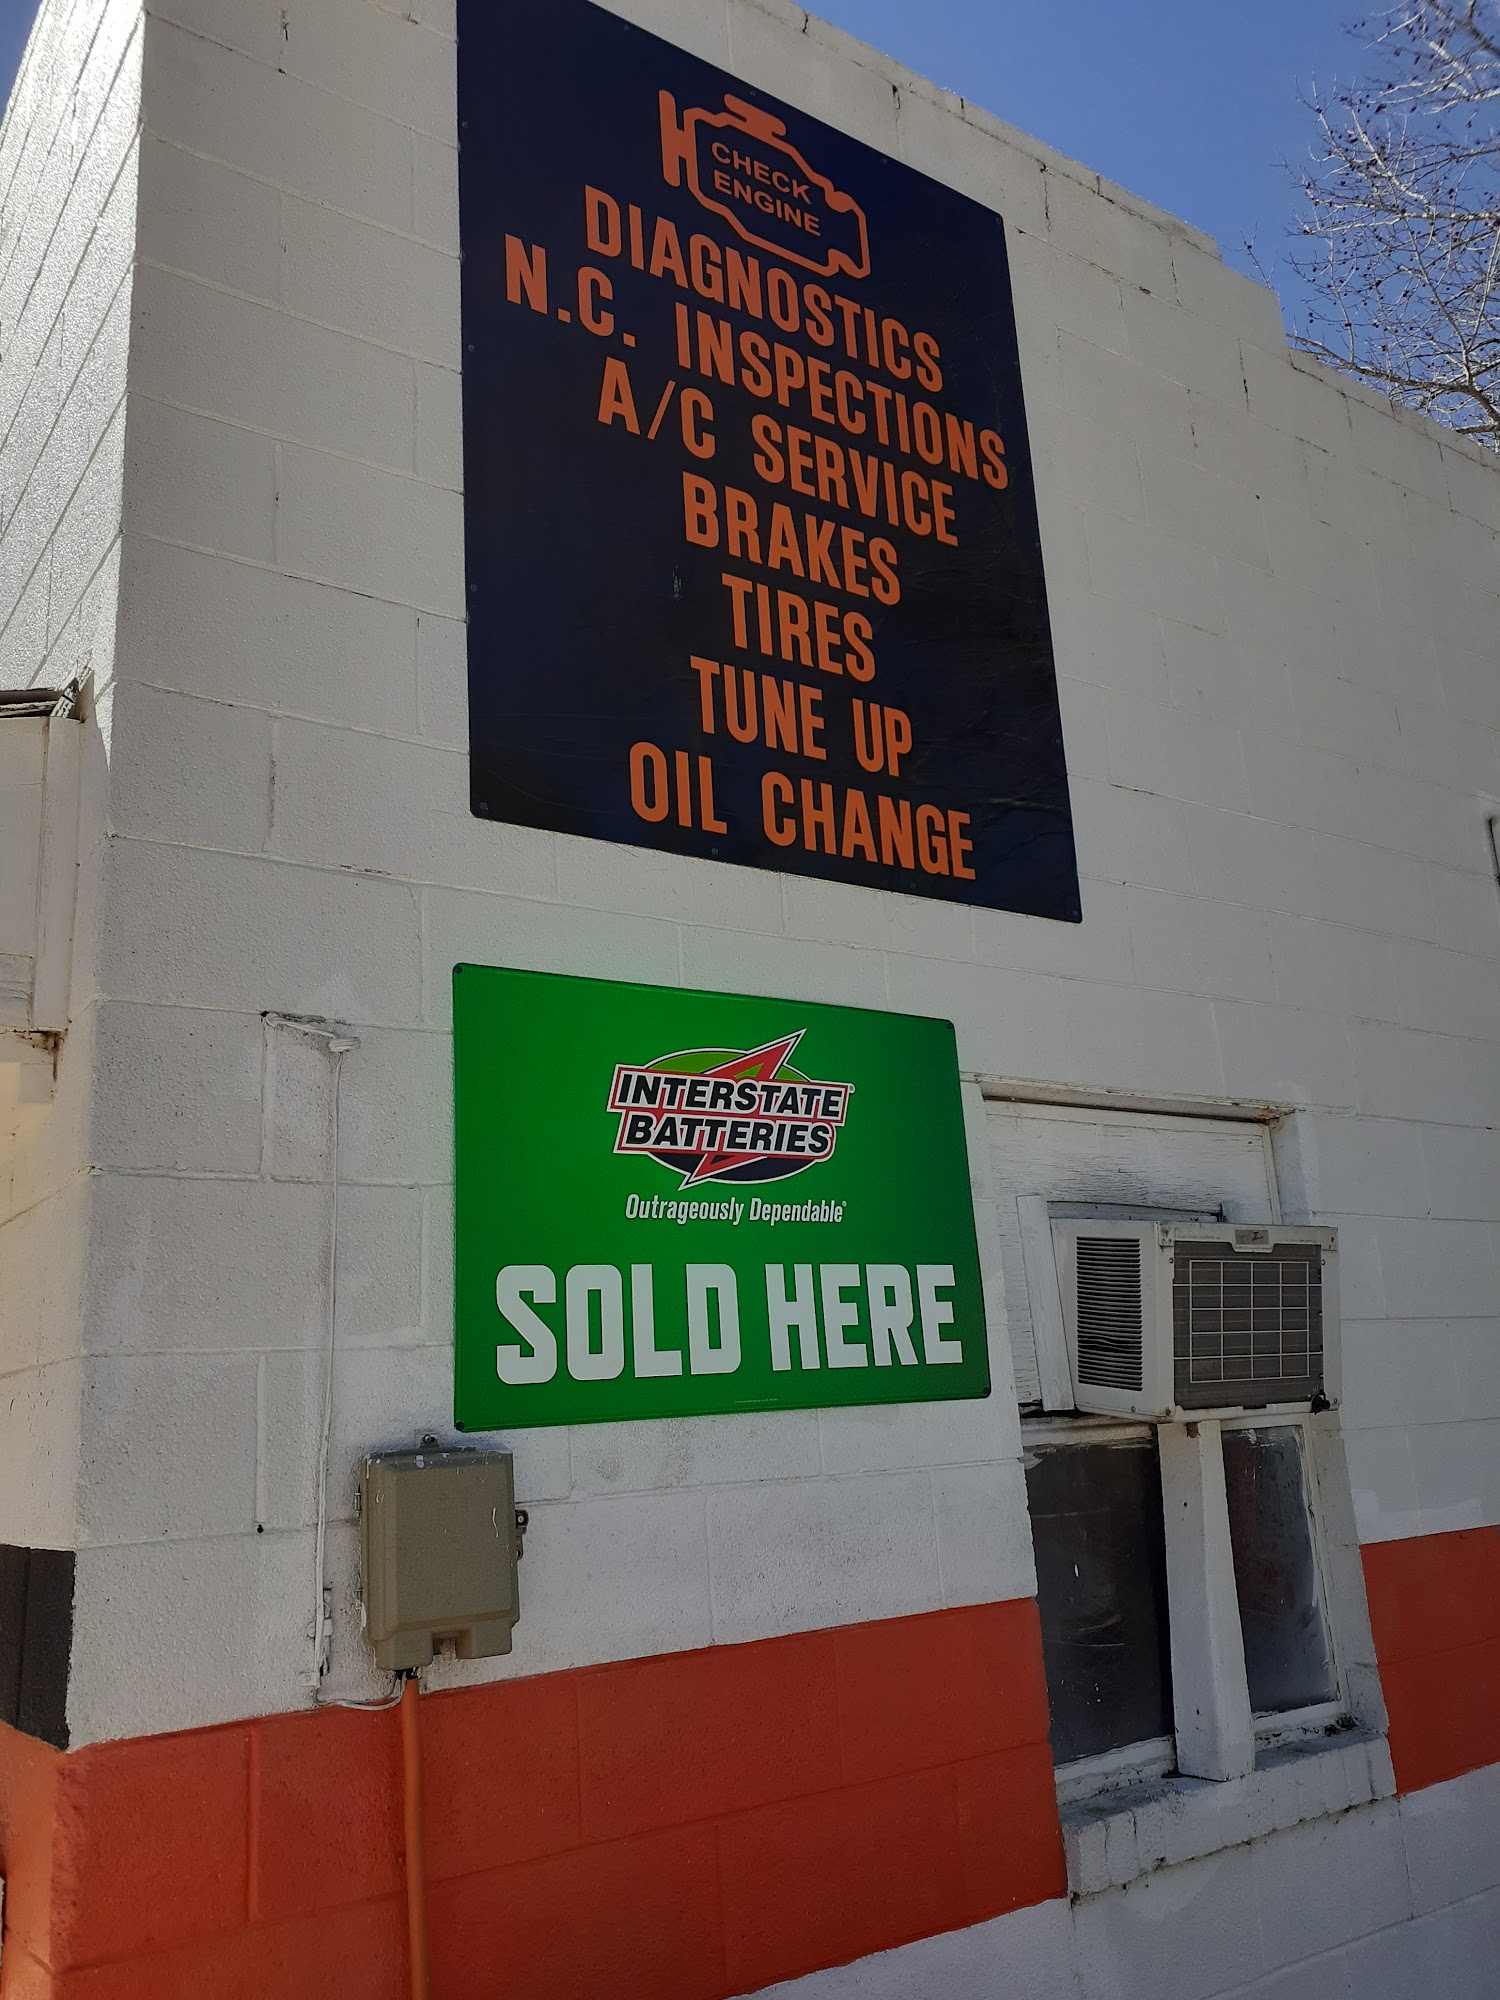 CHECK
ENGINE
DIAGNOSTICS
N.C. INSPECTIONS
A/C SERVICE
BRAKES
TIRES
TUNE UP
OIL CHANGE
INTERSTATE
BATTERIES®
Outrageously Dependable®
SOLD HERE